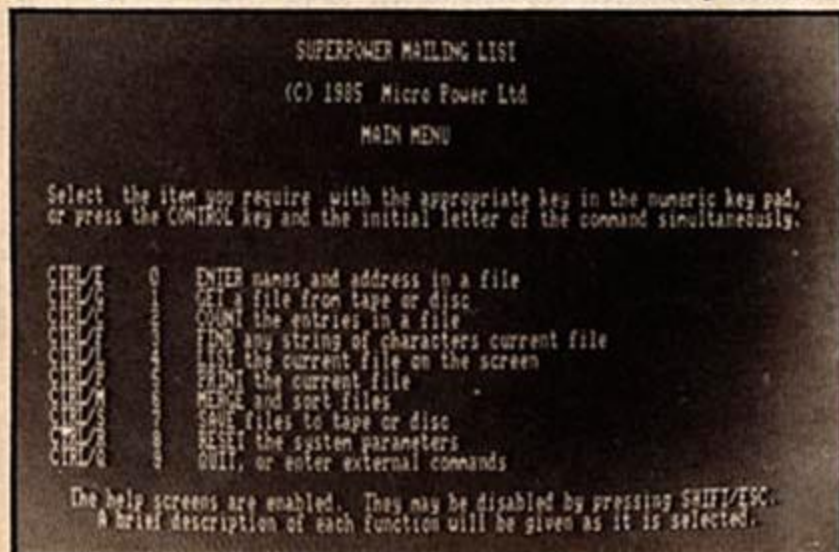 SUPERPOWER MAILING LIST
(C) 1985 Micro Power Ltd
MAIN MENU
Select the item you require with the appropriate key in the numeric key pad,
or press the CONTROL key and the initial letter of the command simultaneously.
CTRL/E 0 ENTER names and address in a file
CTRL/G GET a file from tape or disc
CTRL/C COUNT the entries in a file
CTRL/F FIND any string of characters current file
LIST the current file on the screen
PRINT the current file
CTRL/M MERGE and sort files
SAVE files to tape or disc
RESET the system parameters
QUIT, or enter external commands
The help screens are enabled. They may be disabled by pressing SHIFT/ESC.
A brief description of each function will be given as it is selected.